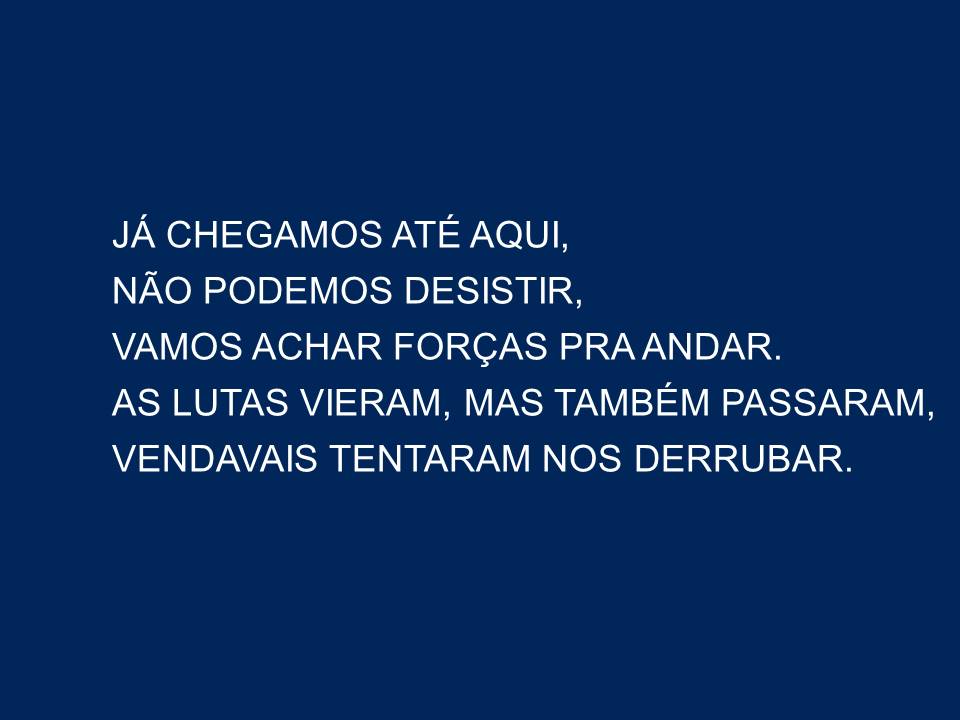 JÁ CHEGAMOS ATÉ AQUI,
NÃO PODEMOS DESISTIR,
VAMOS ACHAR FORÇAS PRA ANDAR.
AS LUTAS VIERAM, MAS TAMBÉM PASSARAM,
VENDAVAIS TENTARAM NOS DERRUBAR.